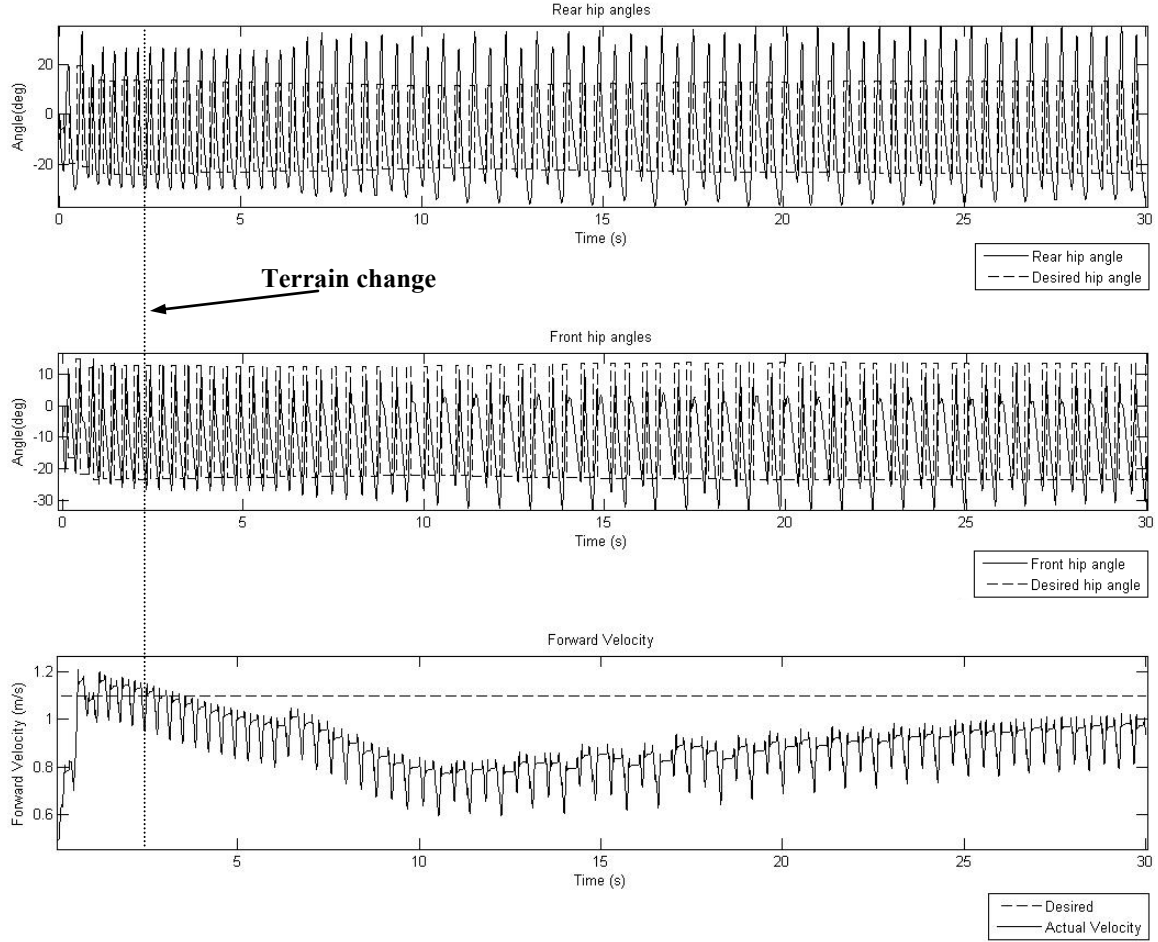 Rear hip angles
Angle(deg)
20
0
-20
0 5 10 15 20 25 30
Time (s)
Rear hip angle
Desired hip angle
Terrain change
Front hip angles
Angle(deg)
10
0
-10
-20
-30
0 5 10 15 20 25 30
Time (s)
Front hip angle
Desired hip angle
Forward Velocity
Forward Velocity (m/s)
1.2
1
0.8
0.6
5 10 15 20 25 30
Time (s)
Desired
Actual Velocity